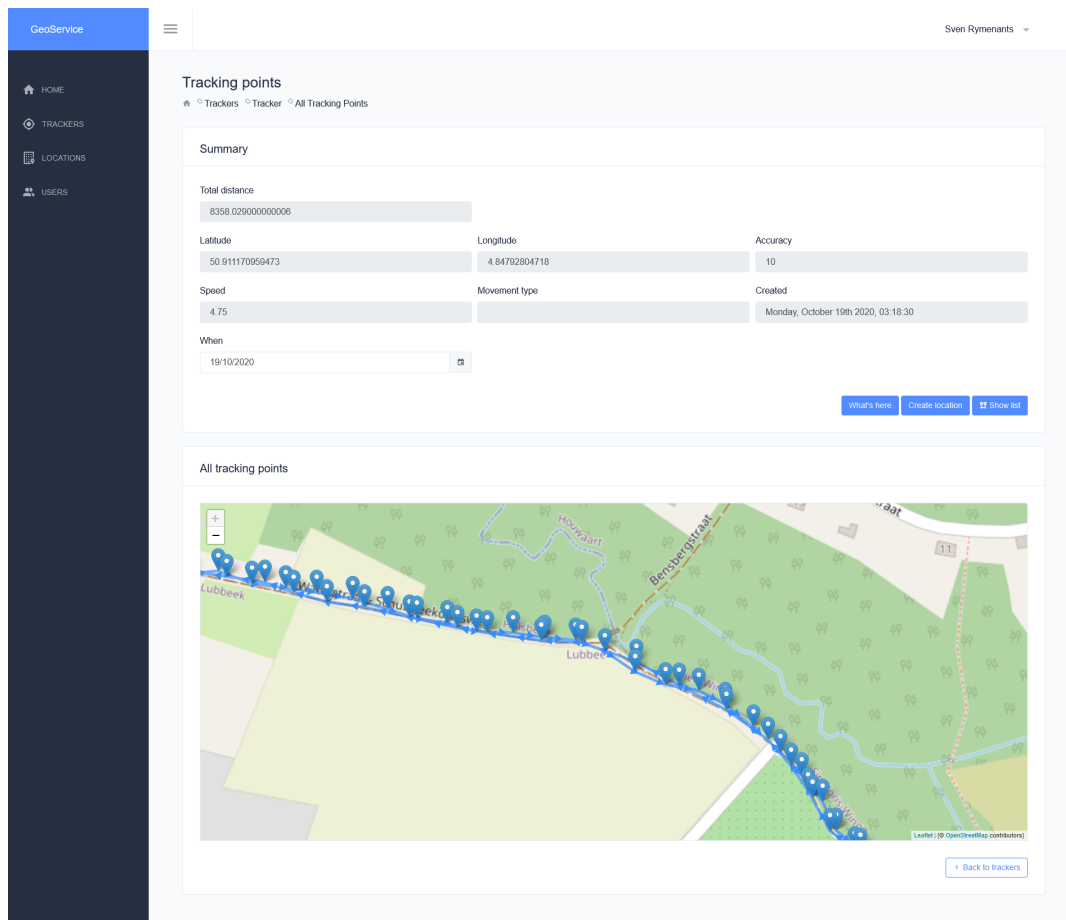 GeoService
Sven Rymenants
HOME
TRACKERS
LOCATIONS
USERS
Tracking points
Trackers Tracker All Tracking Points
Summary
Total distance
8358.029000000006
Latitude Longitude Accuracy
50.911170959473 4.84792804718 10
Speed Movement type Created
4.75 Monday, October 19th 2020, 03:18:30
When
19/10/2020
What's here Create location Show list
All tracking points
+
−
Houwaart
Bensbergstraat
raat
11
Lubbeek
Lubbee
Leaflet | (© OpenStreetMap contributors)
Back to trackers